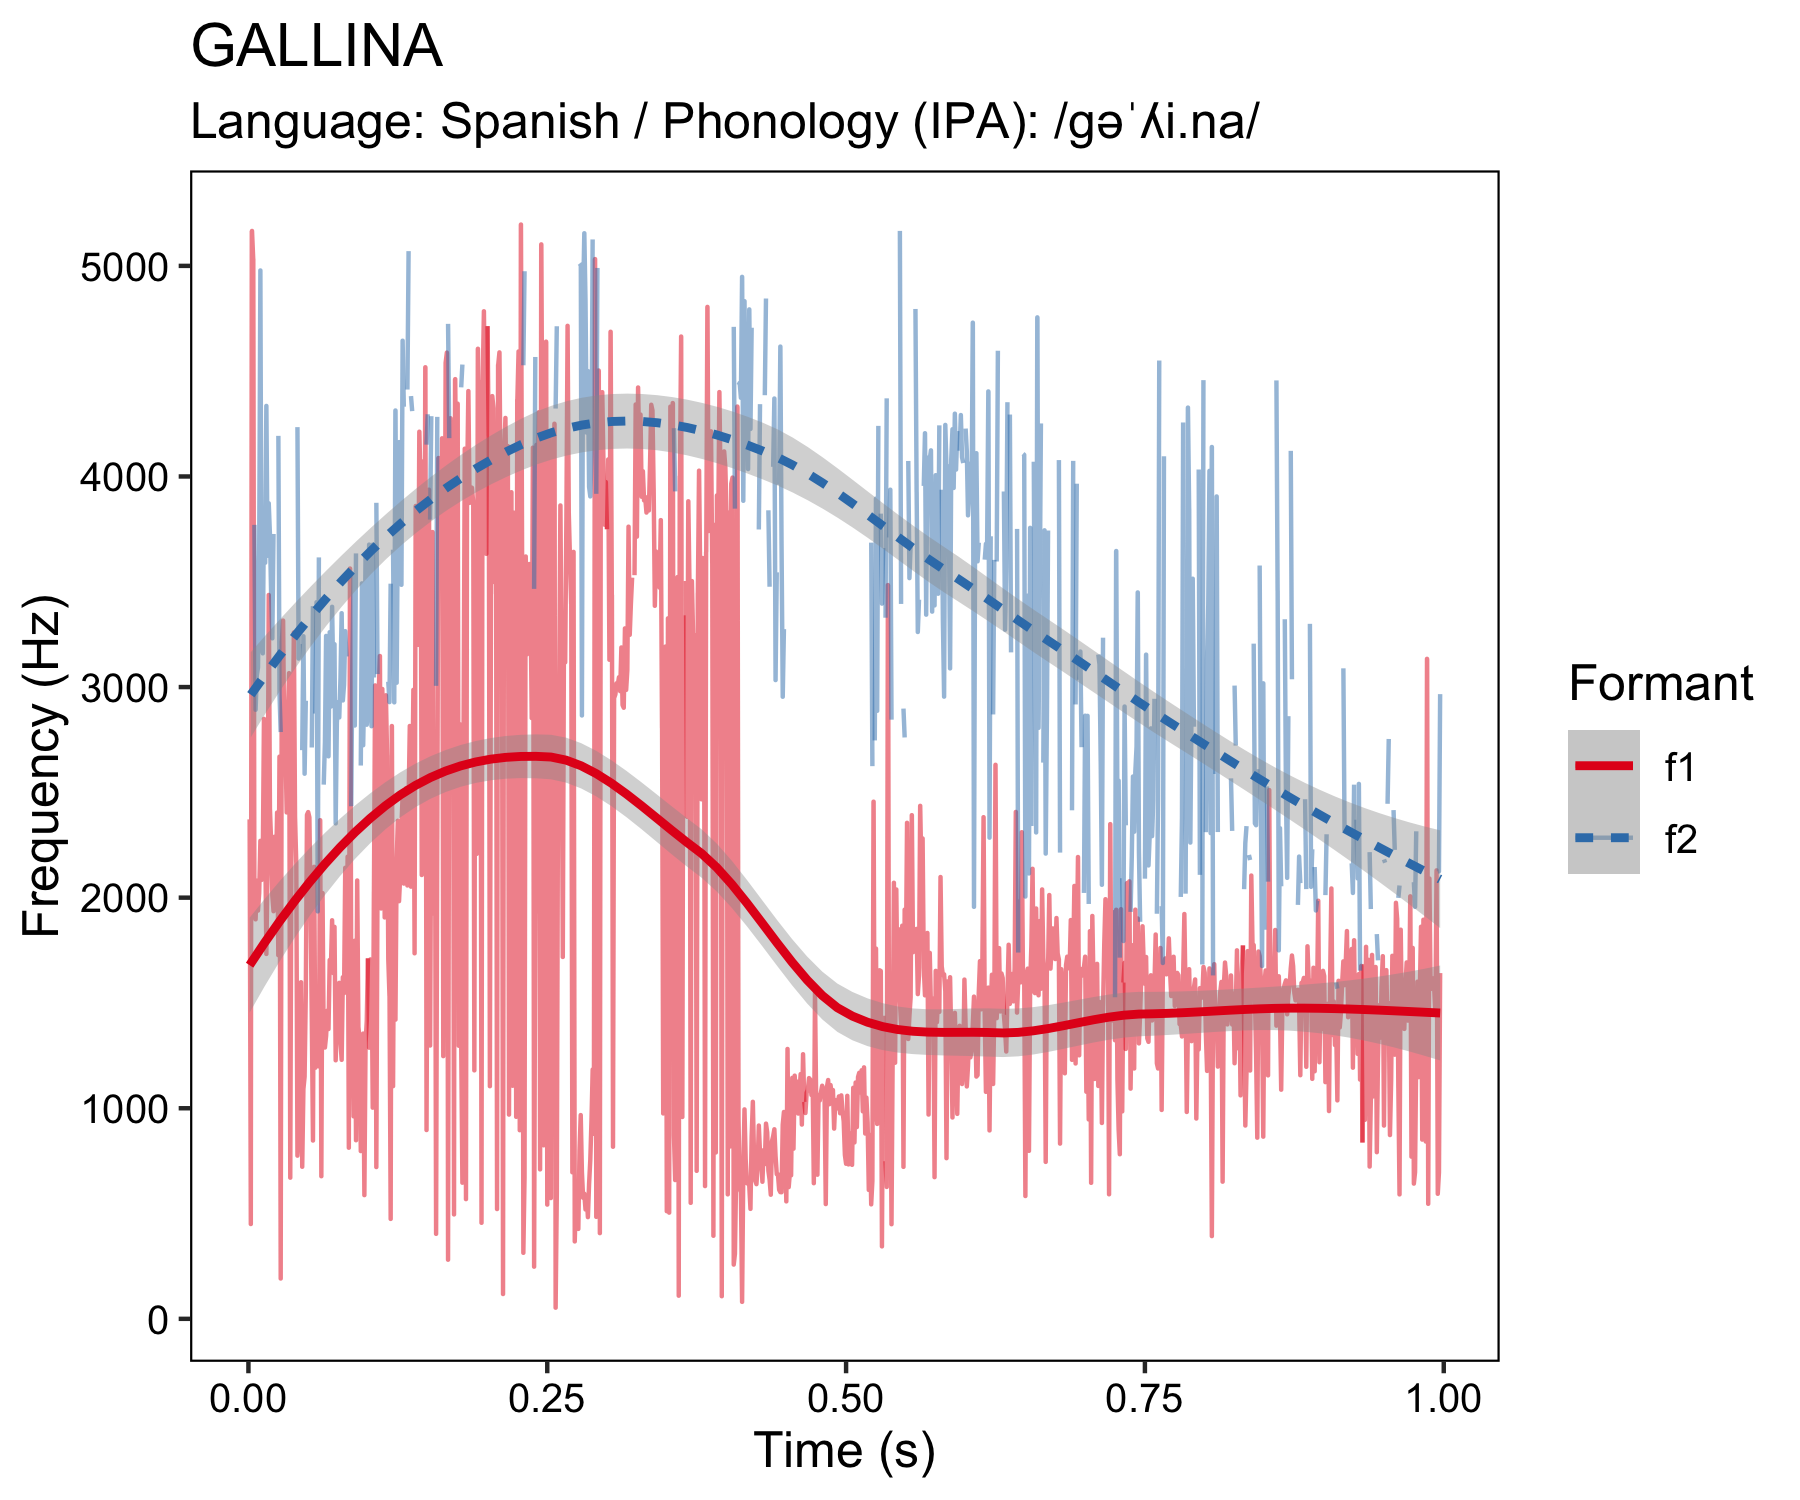 GALLINA
Language: Spanish / Phonology (IPA): /gəˈʎi.na/
Frequency (Hz)
5000
4000
3000
2000
1000
0
0.00 0.25 0.50 0.75 1.00
Time (s)
Formant
f1
f2